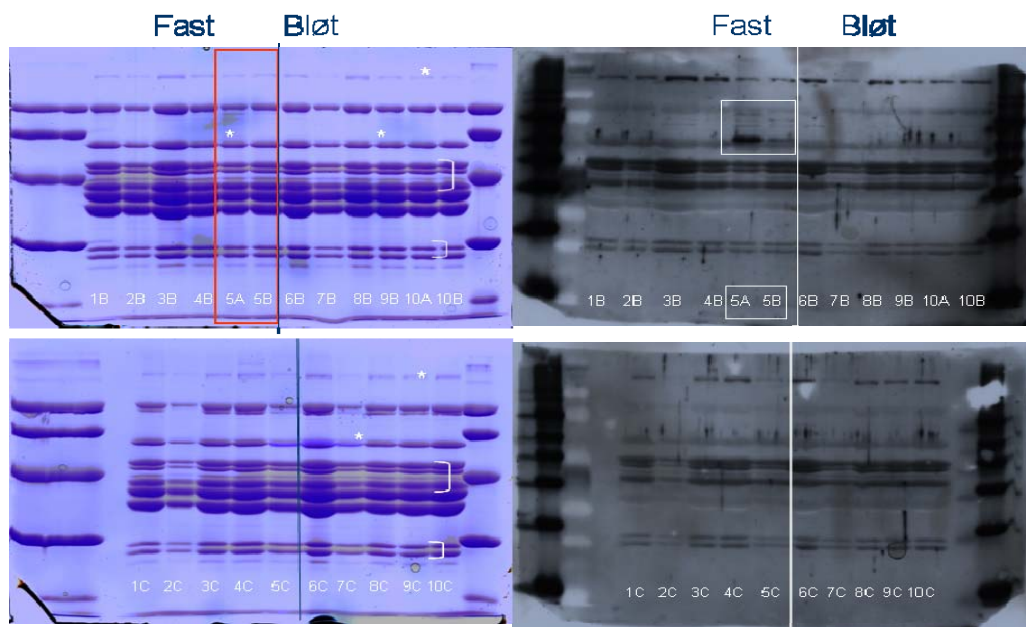 Fast Bløt Fast Bløt
*
* *
1B 2B 3B 4B 5A 5B 6B 7B 8B 9B 10A 10B
1B 2B 3B 4B 5A 5B 6B 7B 8B 9B 10A 10B
*
*
1C 2C 3C 4C 5C 6C 7C 8C 9C 10C
1C 2C 3C 4C 5C 6C 7C 8C 9C 10C